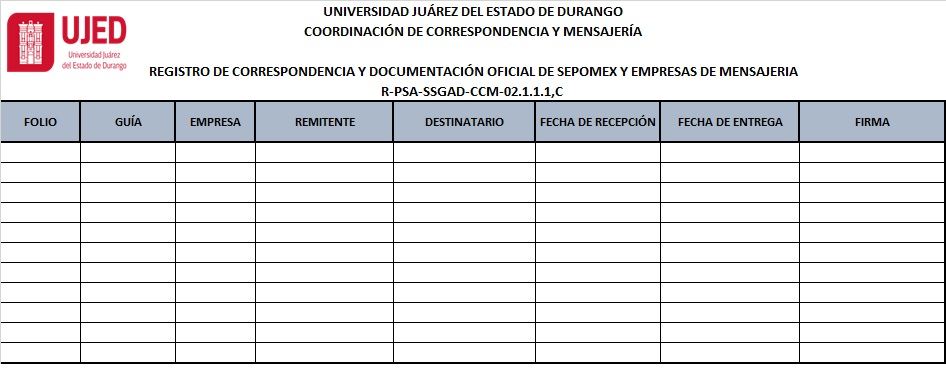 UNIVERSIDAD JUÁREZ DEL ESTADO DE DURANGO
COORDINACIÓN DE CORRESPONDENCIA Y MENSAJERÍA
UJED
Universidad Juárez
del Estado de Durango
REGISTRO DE CORRESPONDENCIA Y DOCUMENTACIÓN OFICIAL DE SEPOMEX Y EMPRESAS DE MENSAJERIA
R-PSA-SSGAD-CCM-02.1.1.1,C
FOLIO GUÍA EMPRESA REMITENTE DESTINATARIO FECHA DE RECEPCIÓN FECHA DE ENTREGA FIRMA